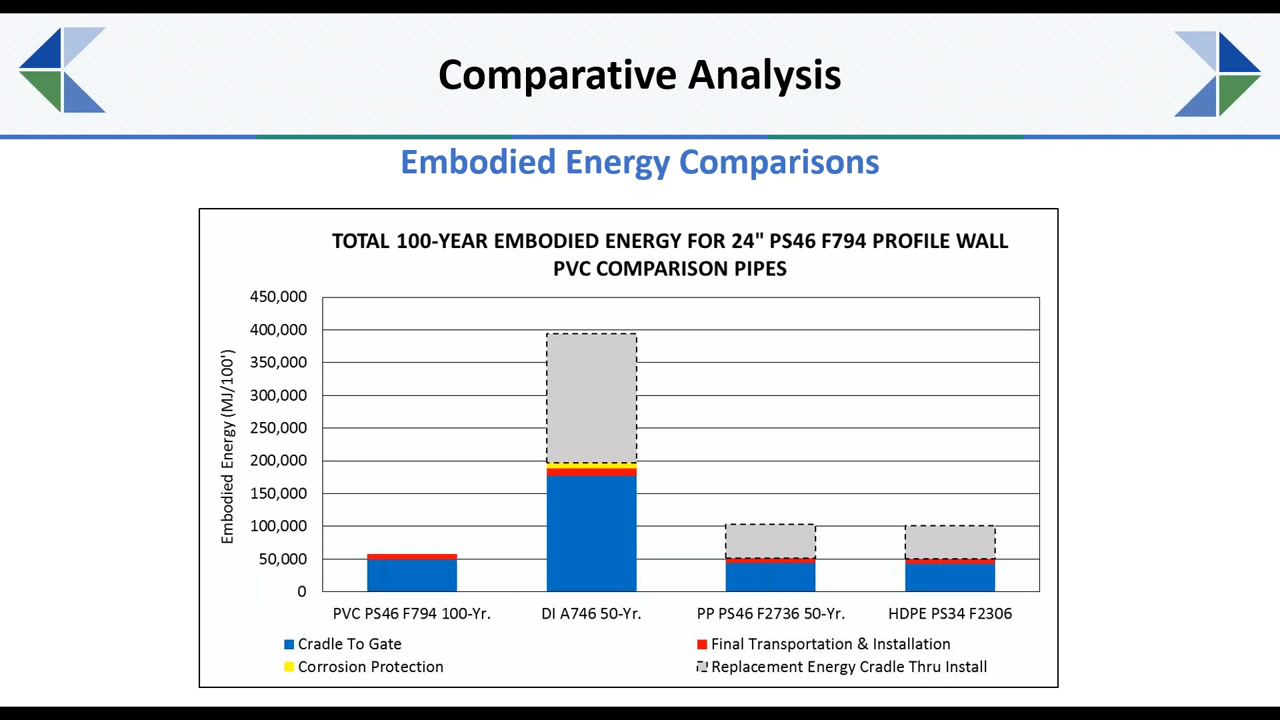 Comparative Analysis
Embodied Energy Comparisons
TOTAL 100-YEAR EMBODIED ENERGY FOR 24" PS46 F794 PROFILE WALL
PVC COMPARISON PIPES
Embodied Energy (MJ/100')
450,000
400,000
350,000
300,000
250,000
200,000
150,000
100,000
50,000
0
PVC PS46 F794 100-Yr. DI A746 50-Yr. PP PS46 F2736 50-Yr. HDPE PS34 F2306
Cradle To Gate Final Transportation & Installation
Corrosion Protection Replacement Energy Cradle Thru Install